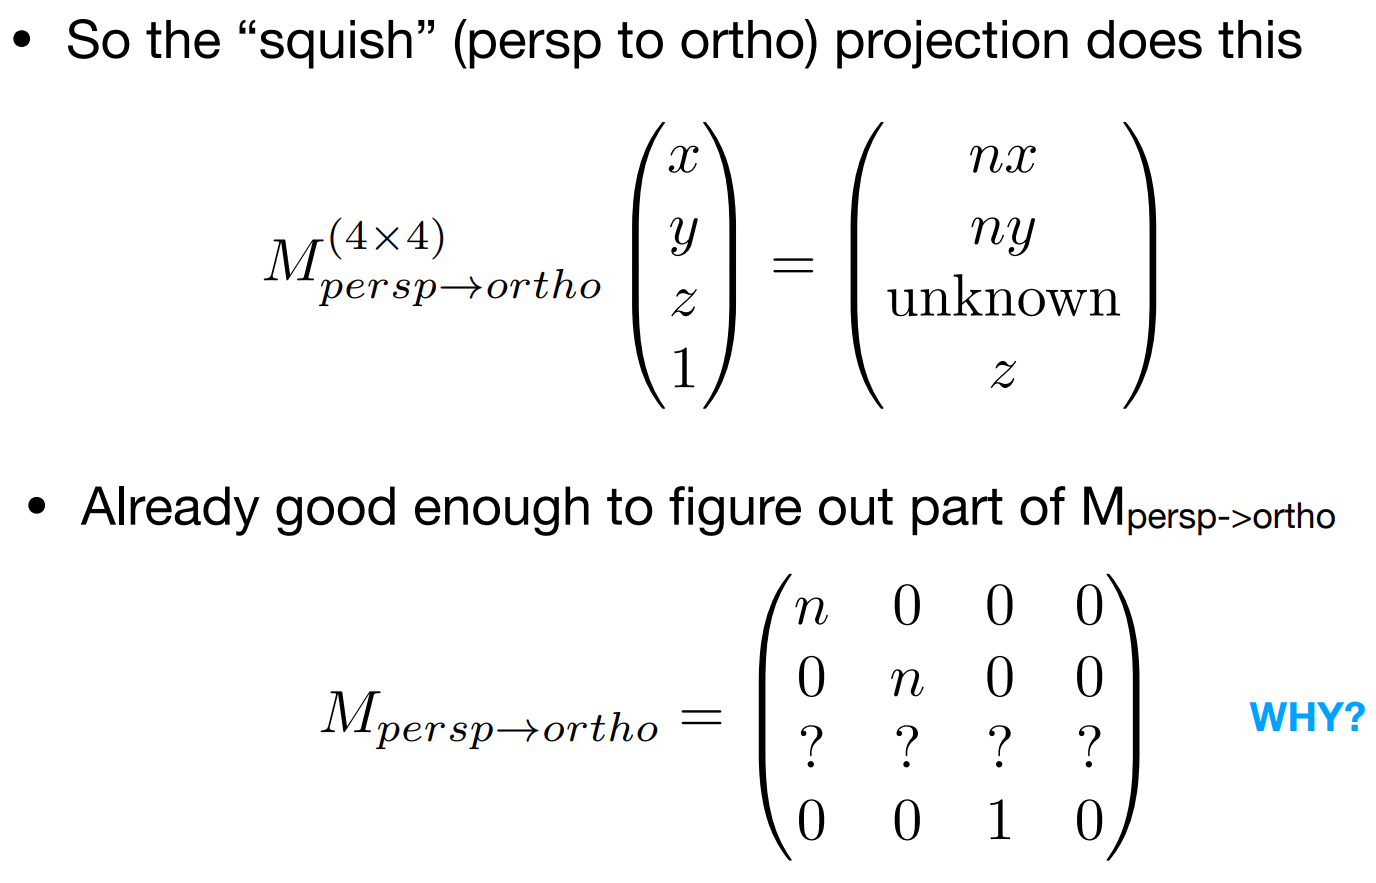 • So the “squish” (persp to ortho) projection does this
$M_{persp \to ortho}^{(4 \times 4)} \begin{pmatrix} x \\ y \\ z \\ 1 \end{pmatrix} = \begin{pmatrix} nx \\ ny \\ \text{unknown} \\ z \end{pmatrix}$
• Already good enough to figure out part of M_{persp->ortho}
$M_{persp \to ortho} = \begin{pmatrix} n & 0 & 0 & 0 \\ 0 & n & 0 & 0 \\ ? & ? & ? & ? \\ 0 & 0 & 1 & 0 \end{pmatrix}$ WHY?